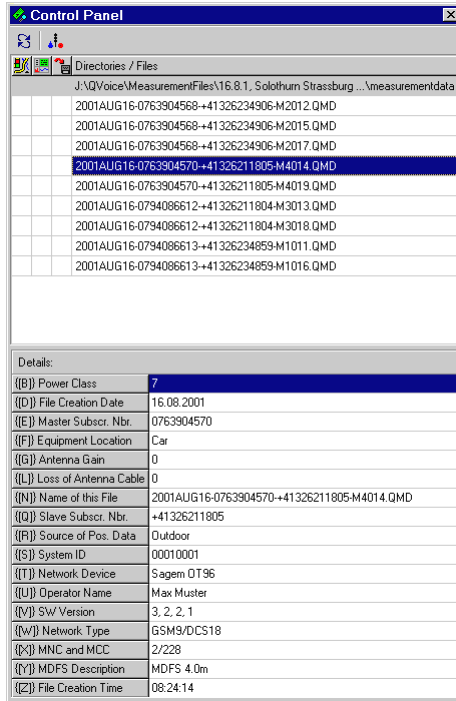 Control Panel
Directories / Files
J:\QVoice\MeasurementFiles\16.8.1, Solothurn Strassburg ...\measurementdata
2001AUG16-0763904568-+41326234906-M2012.QMD
2001AUG16-0763904568-+41326234906-M2015.QMD
2001AUG16-0763904568-+41326234906-M2017.QMD
2001AUG16-0763904570-+41326211805-M4014.QMD
2001AUG16-0763904570-+41326211805-M4019.QMD
2001AUG16-0794086612-+41326211804-M3013.QMD
2001AUG16-0794086612-+41326211804-M3018.QMD
2001AUG16-0794086613-+41326234859-M1011.QMD
2001AUG16-0794086613-+41326234859-M1016.QMD
Details:
{[B]} Power Class 7
{[D]} File Creation Date 16.08.2001
{[E]} Master Subscr. Nbr. 0763904570
{[F]} Equipment Location Car
{[G]} Antenna Gain 0
{[L]} Loss of Antenna Cable 0
{[N]} Name of this File 2001AUG16-0763904570-+41326211805-M4014.QMD
{[Q]} Slave Subscr. Nbr. +41326211805
{[R]} Source of Pos. Data Outdoor
{[S]} System ID 00010001
{[T]} Network Device Sagem OT96
{[U]} Operator Name Max Muster
{[V]} SW Version 3, 2, 2, 1
{[W]} Network Type GSM9/DCS18
{[X]} MNC and MCC 2/228
{[Y]} MDFS Description MDFS 4.0m
{[Z]} File Creation Time 08:24:14